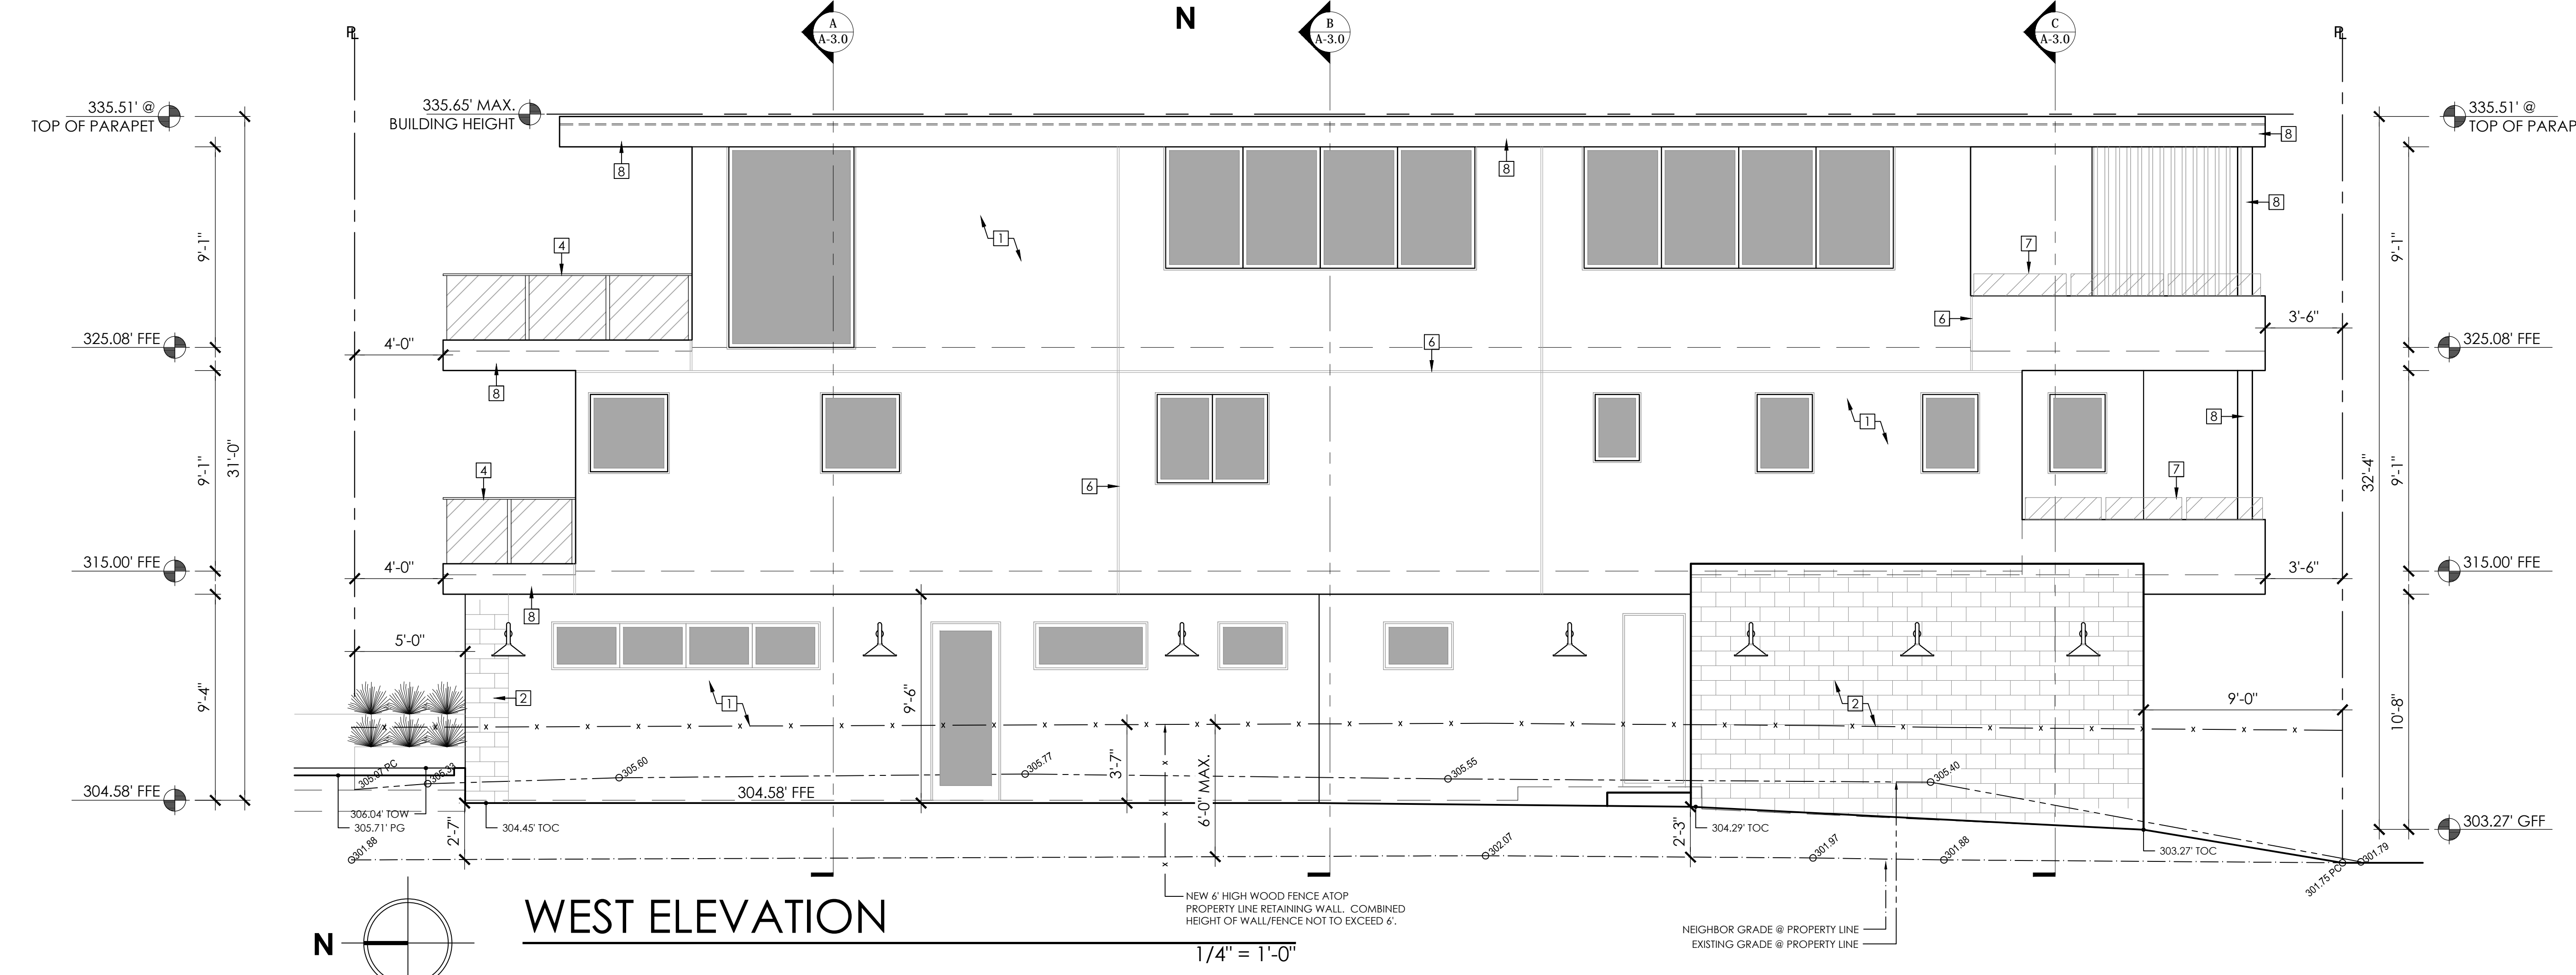 N
A
A-3.0
B
A-3.0
C
A-3.0
PL
PL
335.51' @
TOP OF PARAPET
335.65' MAX.
BUILDING HEIGHT
335.51' @
TOP OF PARAP
8
8
8
8
9'-1"
1
4
7
9'-1"
6
3'-6"
325.08' FFE
4'-0"
6
325.08' FFE
8
1
8
9'-1"
31'-0"
4
6
7
32'-4"
9'-1"
315.00' FFE
4'-0"
3'-6"
315.00' FFE
8
5'-0"
9'-4"
2
1
9'-6"
2
9'-0"
10'-8"
x x x x x x x x x x x x x x x x x x x x x x x x x x x x x x x x x x x x x x
305.07 PC
305.33
305.60
305.77
3'-7"
6'-0" MAX.
305.55
305.40
304.58' FFE
304.58' FFE
306.04' TOW
305.71' PG
304.45' TOC
2'-7"
2'-3"
304.29' TOC
303.27' GFF
303.27' TOC
301.88
302.07
301.97
301.88
301.75 PC
301.79
NEW 6' HIGH WOOD FENCE ATOP
PROPERTY LINE RETAINING WALL. COMBINED
HEIGHT OF WALL/FENCE NOT TO EXCEED 6'.
NEIGHBOR GRADE @ PROPERTY LINE
EXISTING GRADE @ PROPERTY LINE
N
WEST ELEVATION
1/4" = 1'-0"